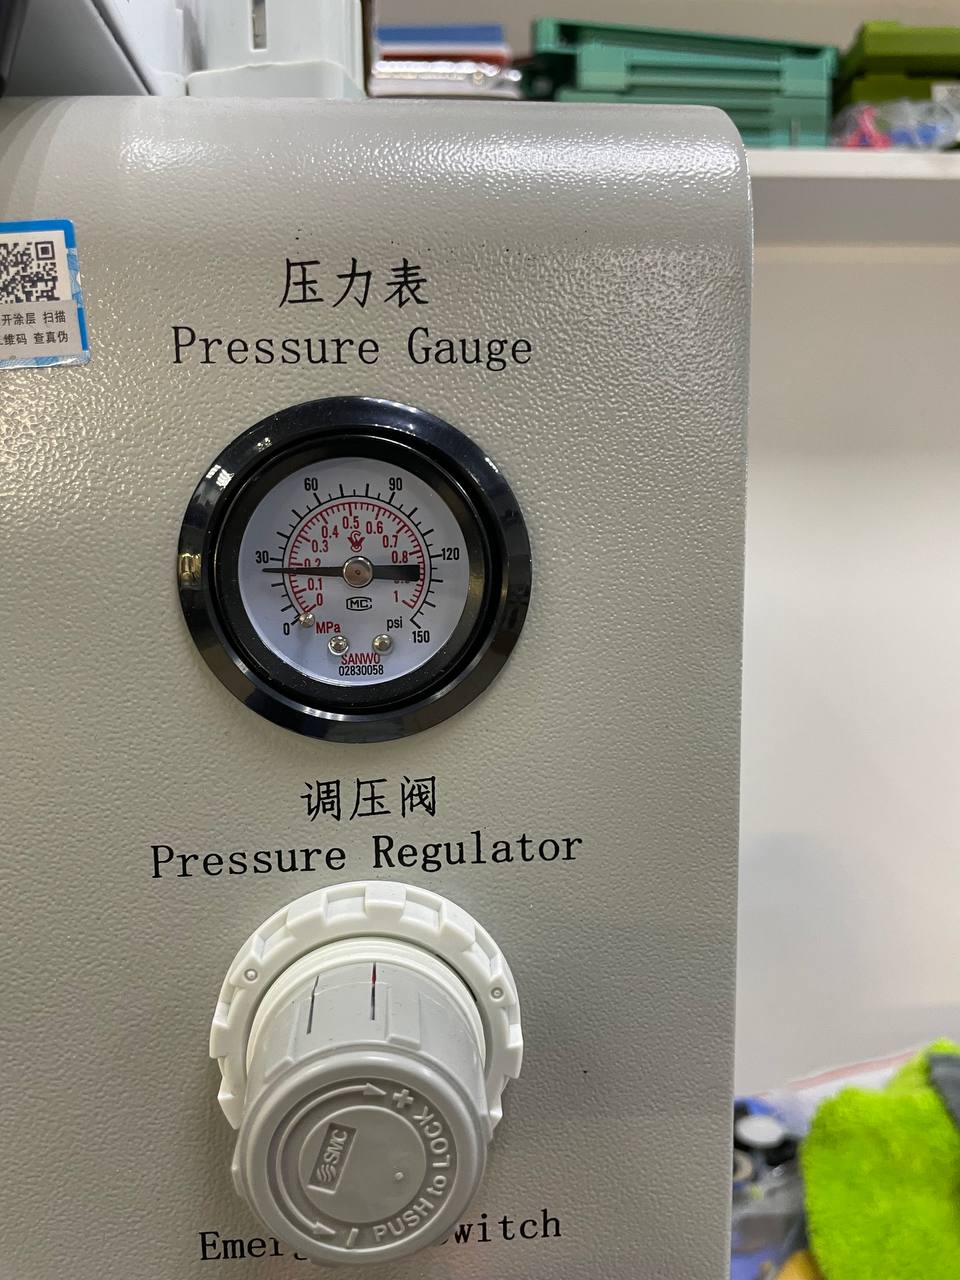 开涂层 扫描
维码 查真伪
压力表
Pressure Gauge
60 90
0.5
0.4 0.6
0.3 0.7
30 120
0.2 0.8
0.1
0 1
MC
0 MPa psi 150
SANWO
02830058
调压阀
Pressure Regulator
+
SMC
PUSH to LOCK
Emer witch